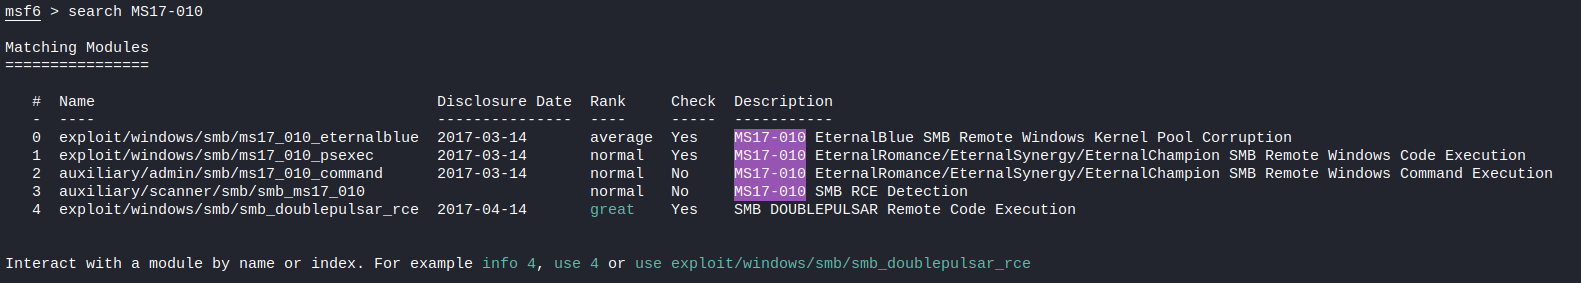 msf6 > search MS17-010
Matching Modules
================
#  Name                                      Disclosure Date  Rank     Check  Description
-  ----                                      ---------------  ----     -----  -----------
0  exploit/windows/smb/ms17_010_eternalblue  2017-03-14       average  Yes    MS17-010 EternalBlue SMB Remote Windows Kernel Pool Corruption
1  exploit/windows/smb/ms17_010_psexec       2017-03-14       normal   Yes    MS17-010 EternalRomance/EternalSynergy/EternalChampion SMB Remote Windows Code Execution
2  auxiliary/admin/smb/ms17_010_command      2017-03-14       normal   No     MS17-010 EternalRomance/EternalSynergy/EternalChampion SMB Remote Windows Command Execution
3  auxiliary/scanner/smb/smb_ms17_010                         normal   No     MS17-010 SMB RCE Detection
4  exploit/windows/smb/smb_doublepulsar_rce  2017-04-14       great    Yes    SMB DOUBLEPULSAR Remote Code Execution
Interact with a module by name or index. For example info 4, use 4 or use exploit/windows/smb/smb_doublepulsar_rce